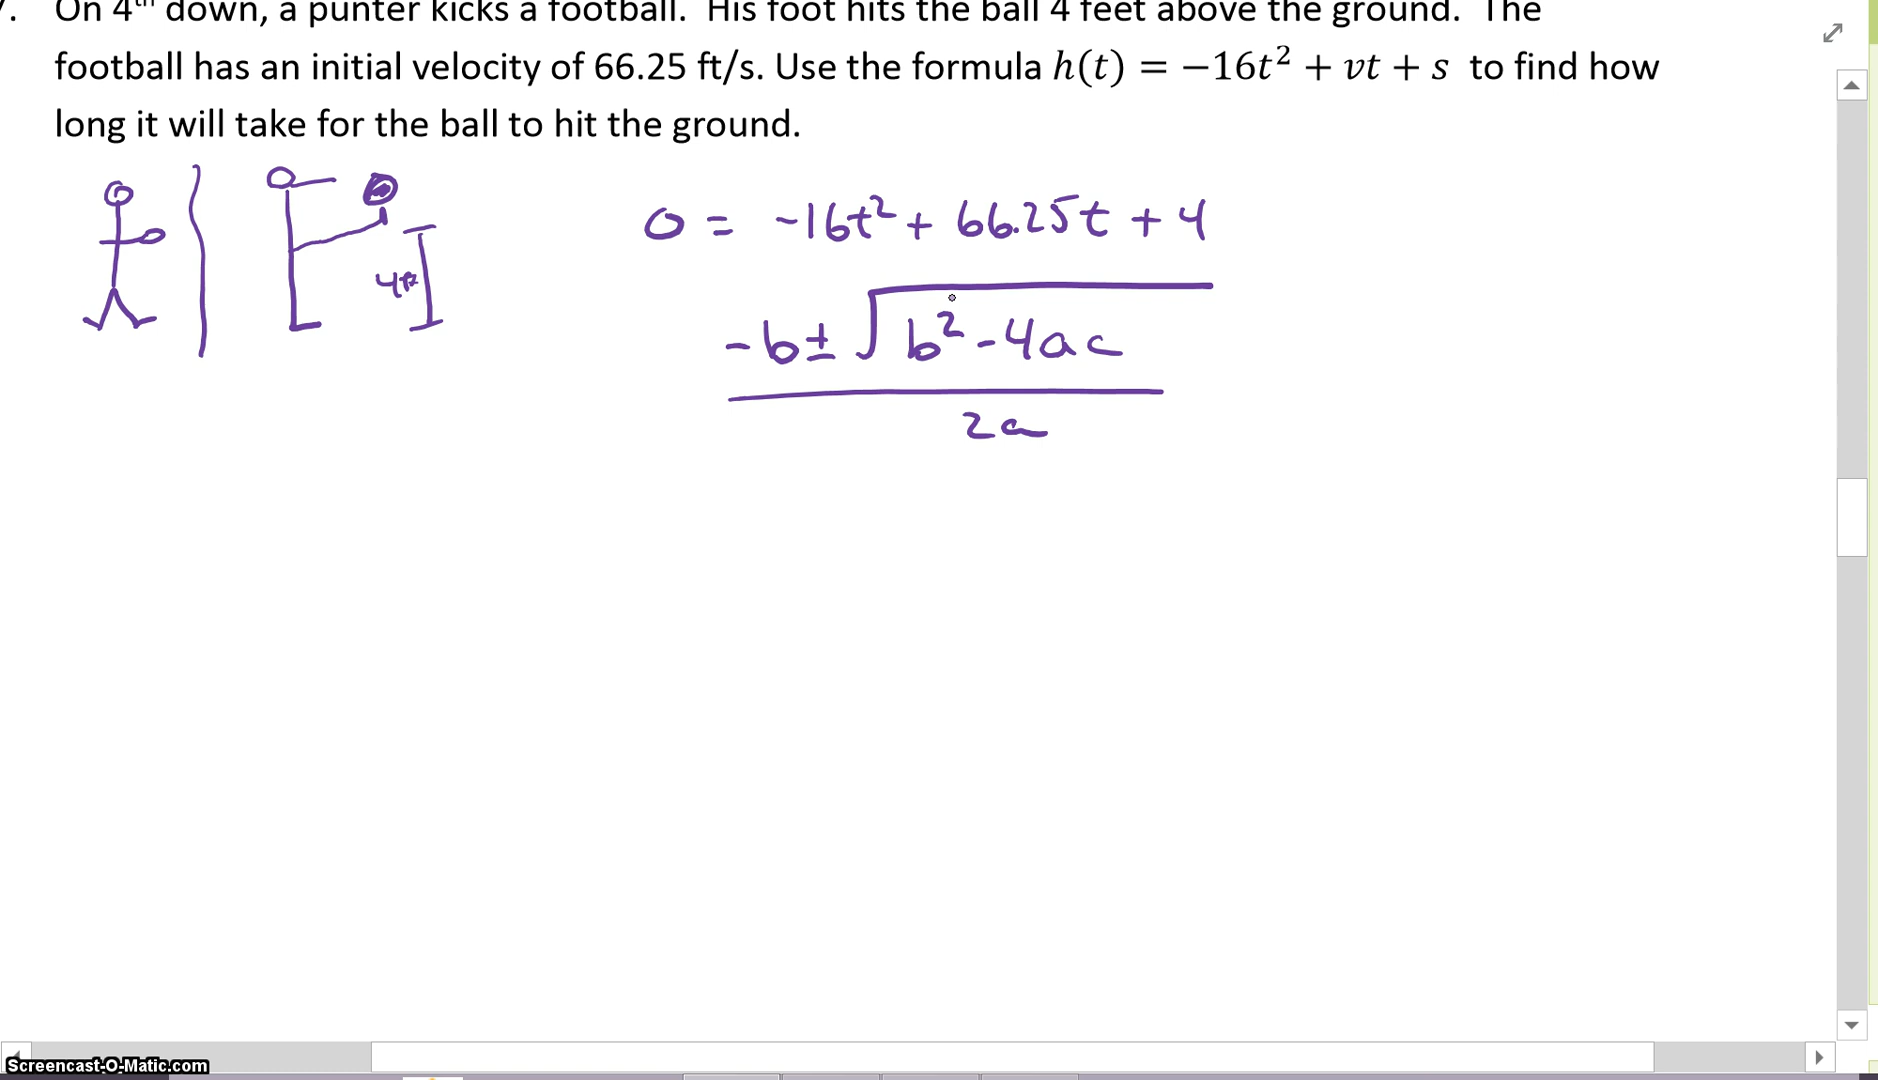 . On 4th down, a punter kicks a football. His foot hits the ball 4 feet above the ground. The
football has an initial velocity of 66.25 ft/s. Use the formula h(t) = −16t² + vt + s to find how
long it will take for the ball to hit the ground.
4ft
0 = -16t² + 66.25t + 4
-b ± √b² - 4ac
2a
Screencast-O-Matic.com